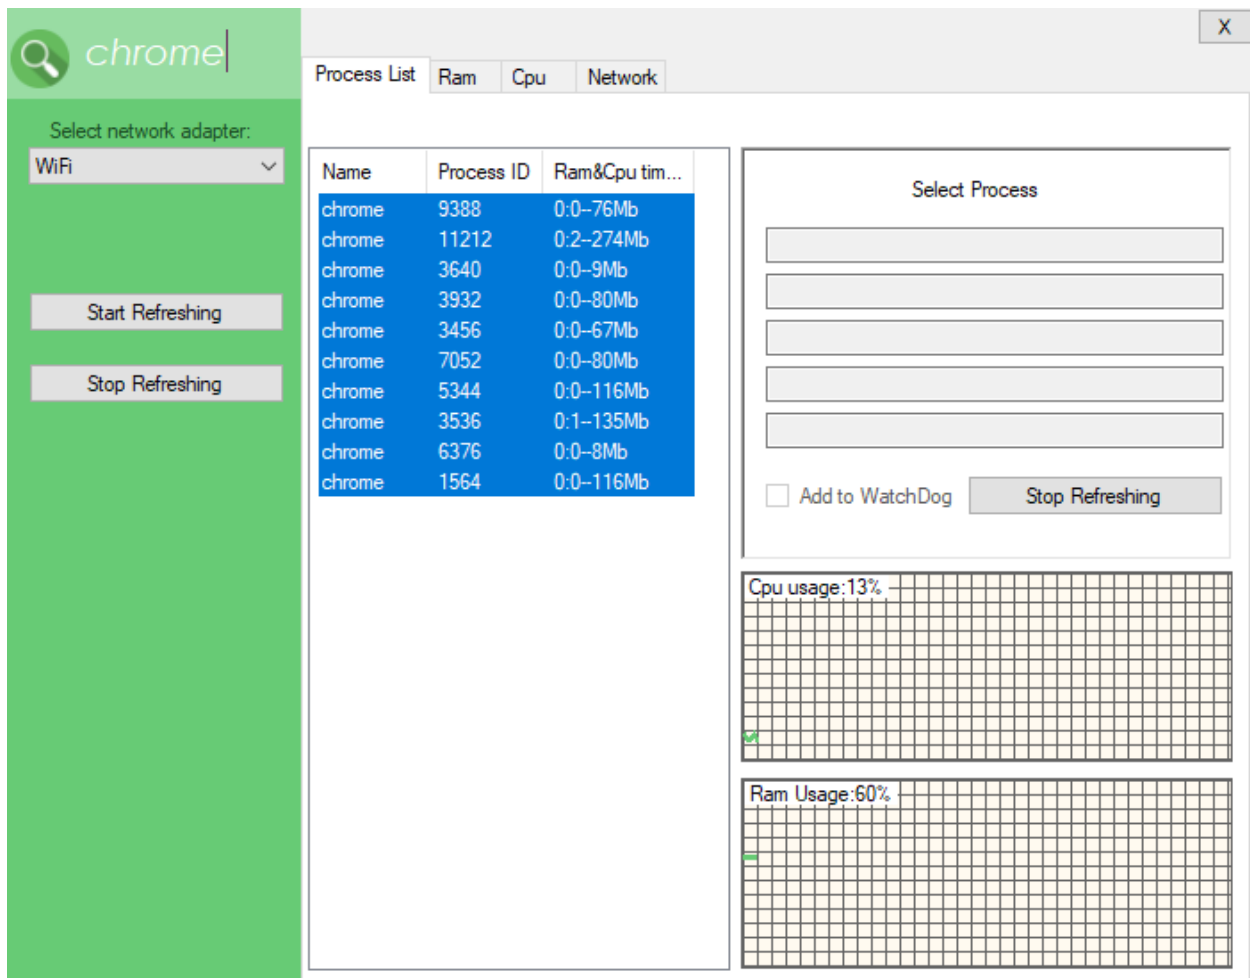 chrome
X
Process List Ram Cpu Network
Select network adapter:
WiFi
Start Refreshing
Stop Refreshing
Name Process ID Ram&Cpu tim...
chrome 9388 0:0--76Mb
chrome 11212 0:2--274Mb
chrome 3640 0:0--9Mb
chrome 3932 0:0--80Mb
chrome 3456 0:0--67Mb
chrome 7052 0:0--80Mb
chrome 5344 0:0--116Mb
chrome 3536 0:1--135Mb
chrome 6376 0:0--8Mb
chrome 1564 0:0--116Mb
Select Process
Add to WatchDog Stop Refreshing
Cpu usage:13%
Ram Usage:60%